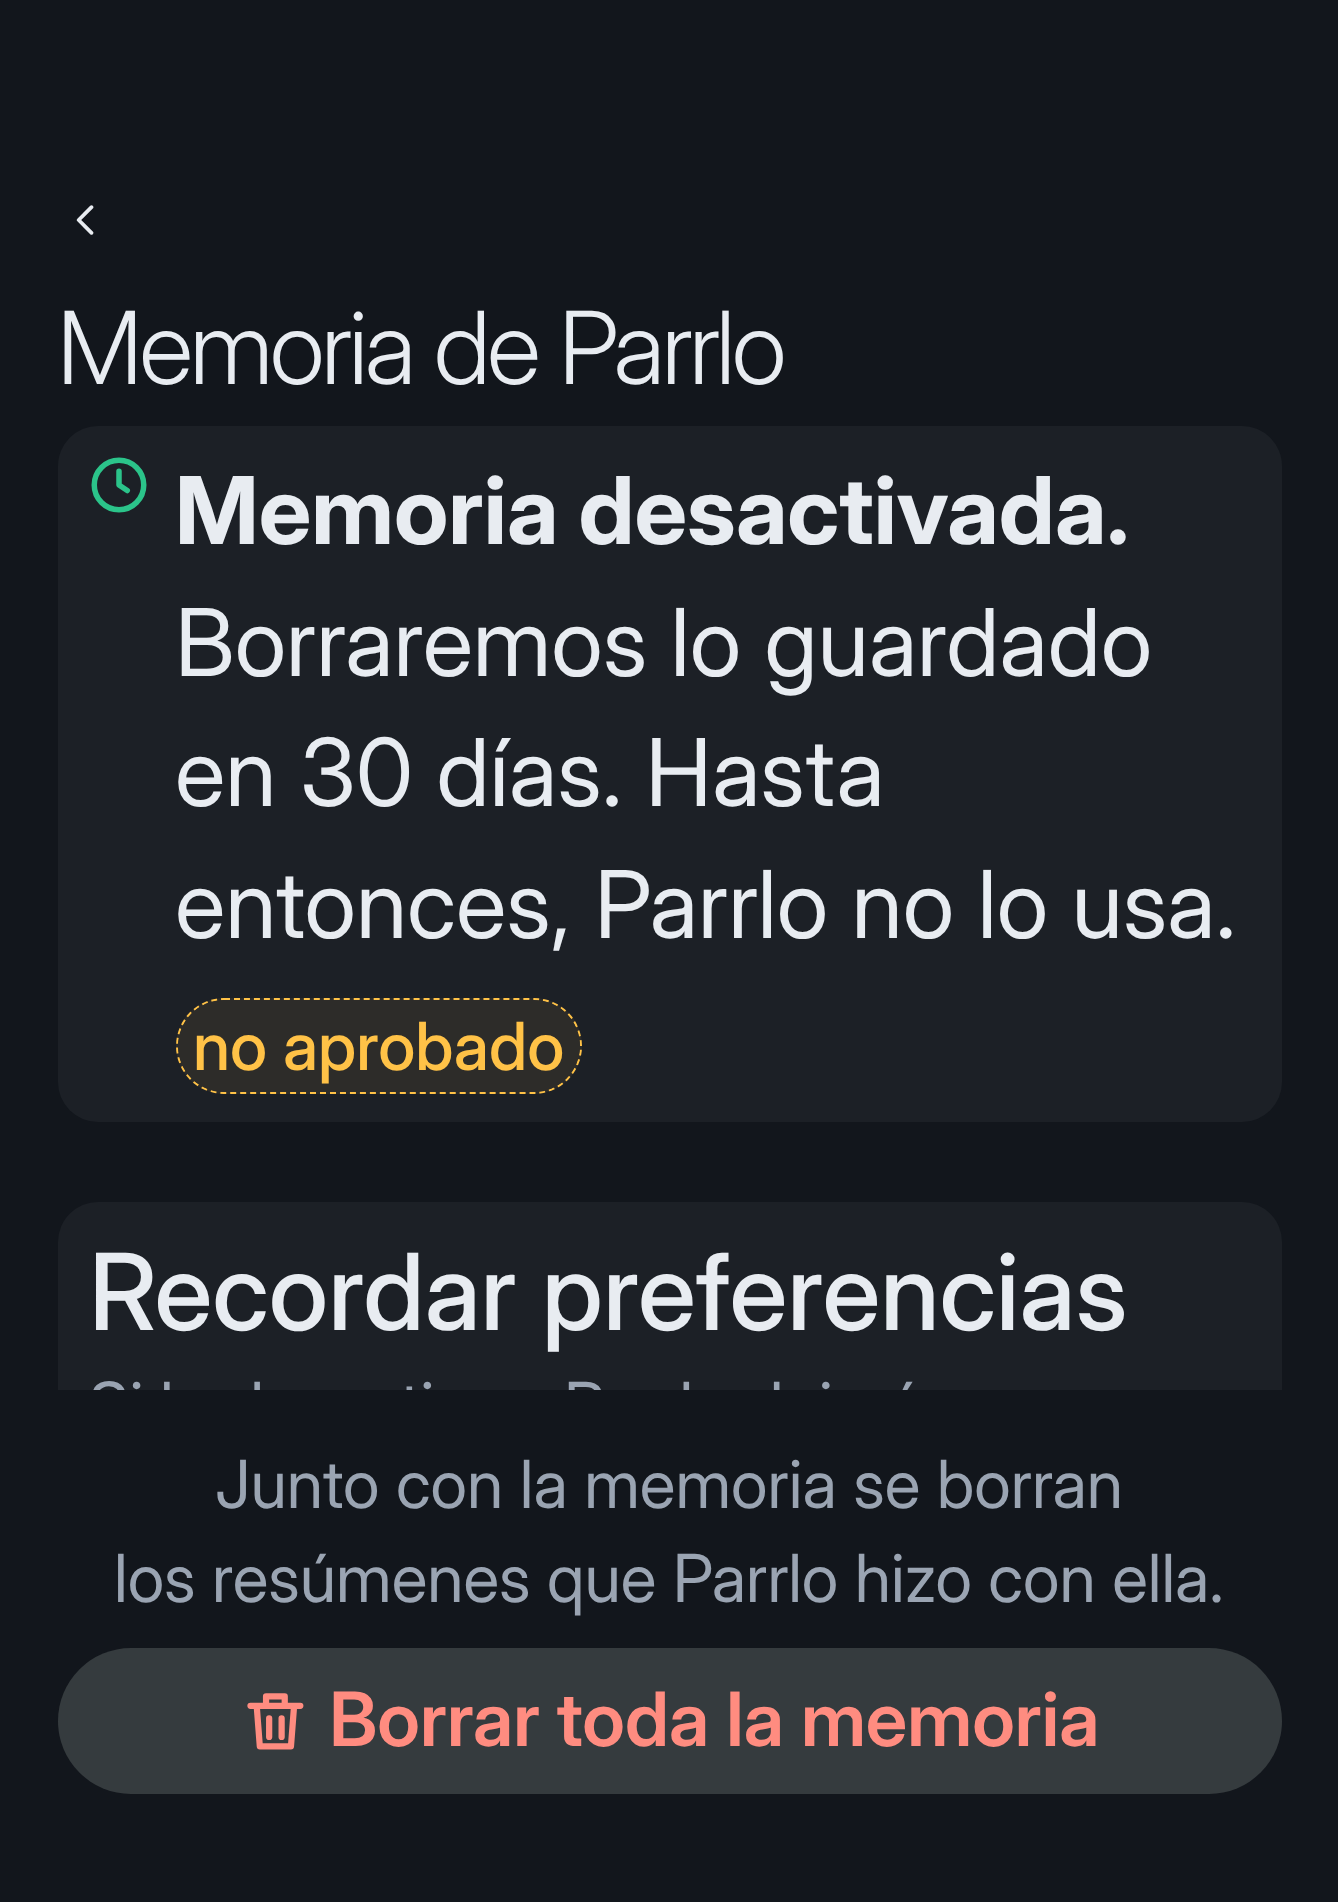 Memoria de Parrlo
Memoria desactivada.
Borraremos lo guardado
en 30 días. Hasta
entonces, Parrlo no lo usa.
no aprobado
Recordar preferencias
Junto con la memoria se borran
los resúmenes que Parrlo hizo con ella.
Borrar toda la memoria